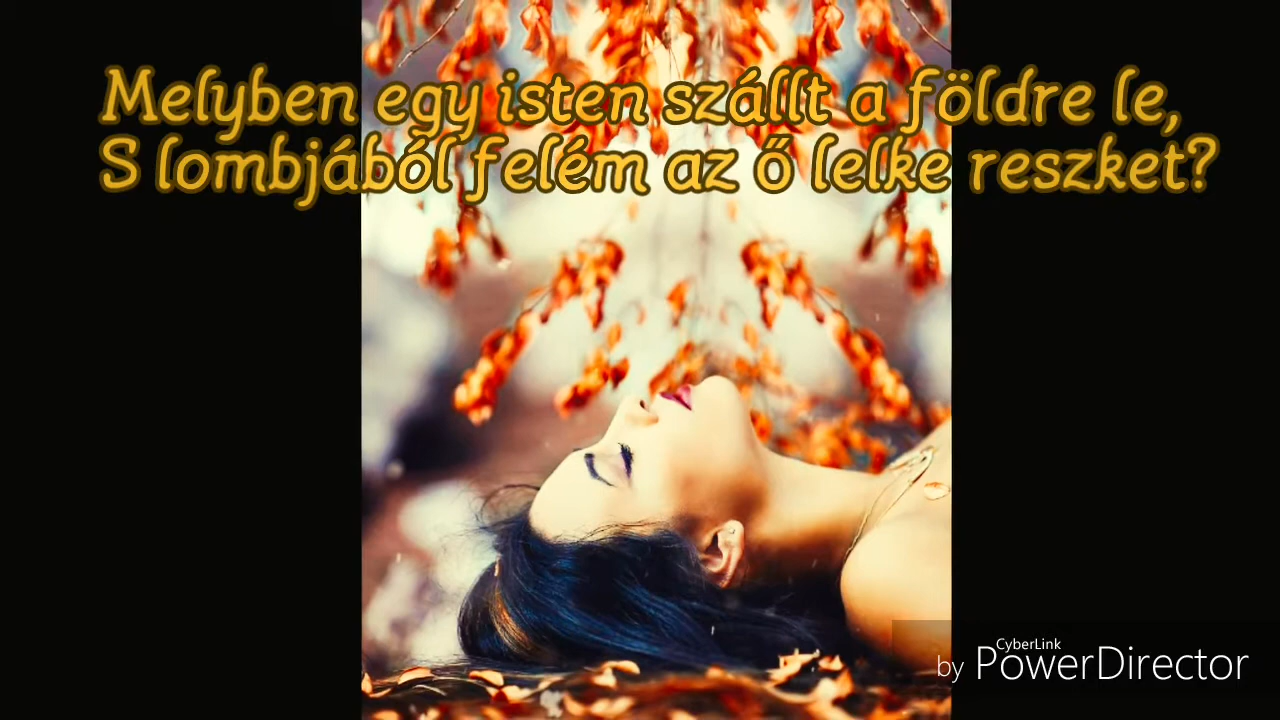 Melyben egy isten szállt a földre le,
S lombjából felém az ő lelke reszket?
CyberLink
by PowerDirector